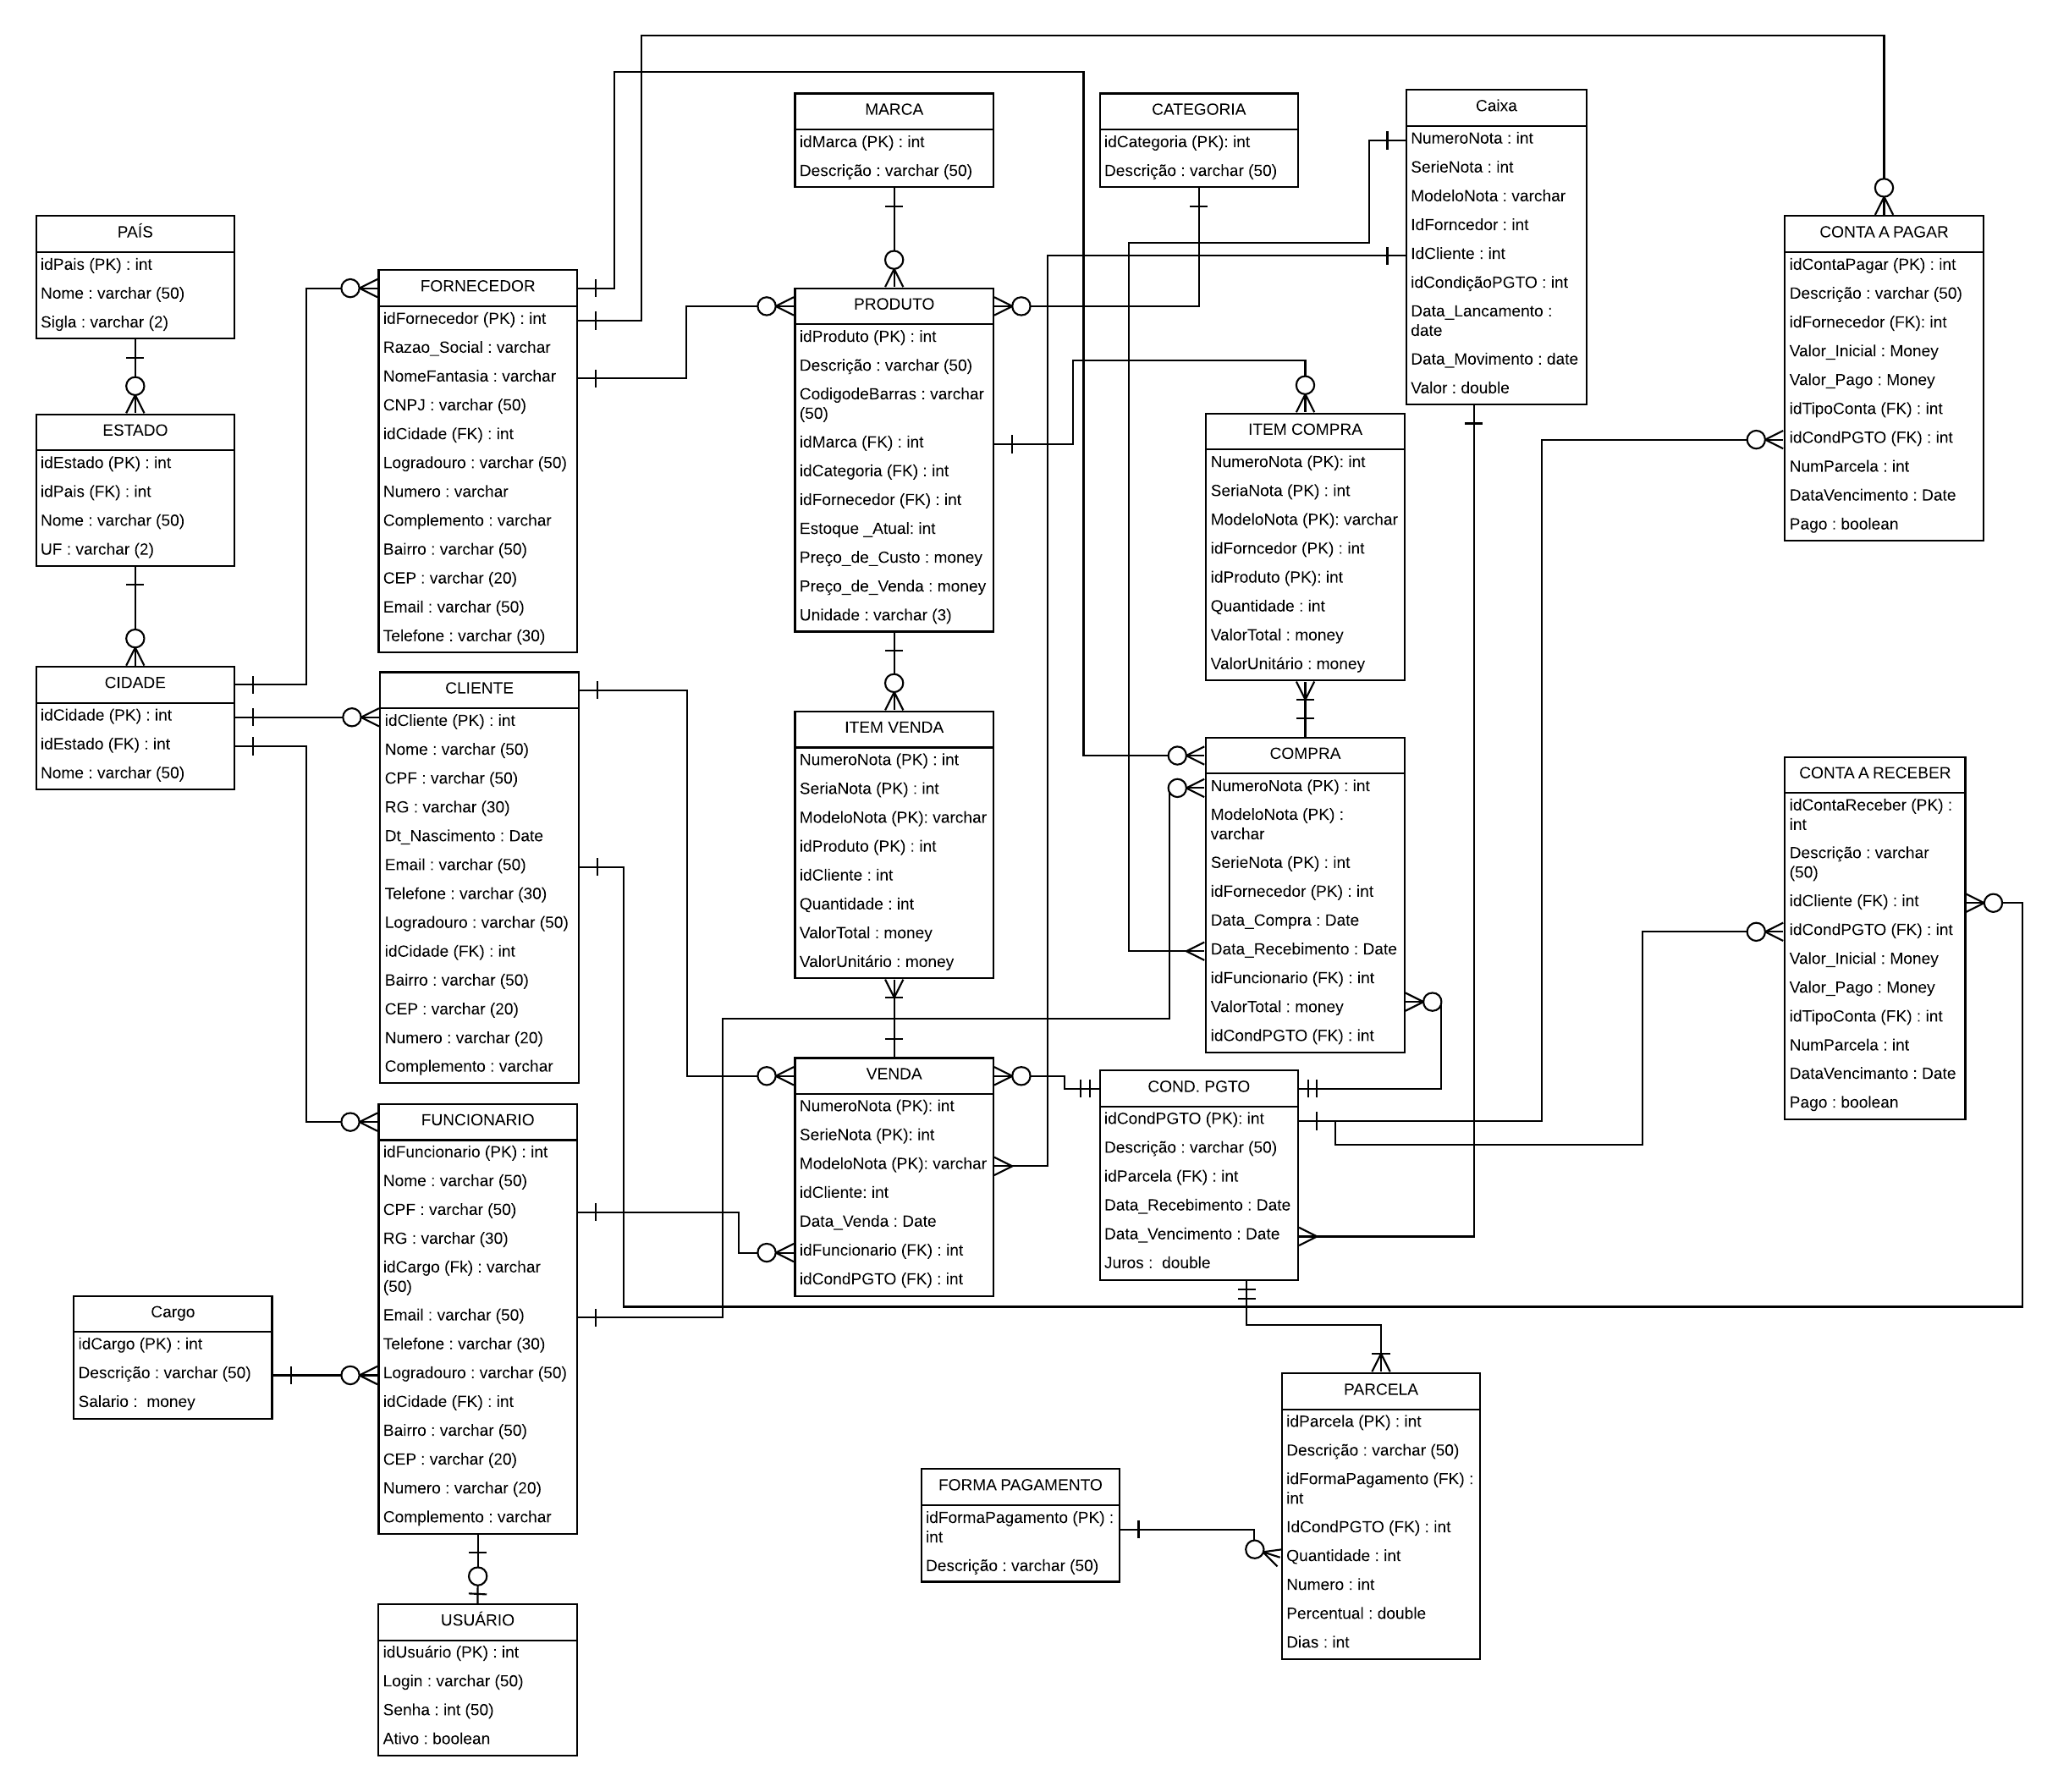 MARCA
idMarca (PK) : int
Descrição : varchar (50)
CATEGORIA
idCategoria (PK): int
Descrição : varchar (50)
Caixa
NumeroNota : int
SerieNota : int
ModeloNota : varchar
IdForncedor : int
IdCliente : int
idCondiçãoPGTO : int
Data_Lancamento :
date
Data_Movimento : date
Valor : double
PAÍS
idPais (PK) : int
Nome : varchar (50)
Sigla : varchar (2)
CONTA A PAGAR
idContaPagar (PK) : int
Descrição : varchar (50)
idFornecedor (FK): int
Valor_Inicial : Money
Valor_Pago : Money
idTipoConta (FK) : int
idCondPGTO (FK) : int
NumParcela : int
DataVencimento : Date
Pago : boolean
FORNECEDOR
idFornecedor (PK) : int
Razao_Social : varchar
NomeFantasia : varchar
CNPJ : varchar (50)
idCidade (FK) : int
Logradouro : varchar (50)
Numero : varchar
Complemento : varchar
Bairro : varchar (50)
CEP : varchar (20)
Email : varchar (50)
Telefone : varchar (30)
PRODUTO
idProduto (PK) : int
Descrição : varchar (50)
CodigodeBarras : varchar
(50)
idMarca (FK) : int
idCategoria (FK) : int
idFornecedor (FK) : int
Estoque _Atual: int
Preço_de_Custo : money
Preço_de_Venda : money
Unidade : varchar (3)
ESTADO
idEstado (PK) : int
idPais (FK) : int
Nome : varchar (50)
UF : varchar (2)
ITEM COMPRA
NumeroNota (PK): int
SeriaNota (PK) : int
ModeloNota (PK): varchar
idForncedor (PK) : int
idProduto (PK): int
Quantidade : int
ValorTotal : money
ValorUnitário : money
CIDADE
idCidade (PK) : int
idEstado (FK) : int
Nome : varchar (50)
CLIENTE
idCliente (PK) : int
Nome : varchar (50)
CPF : varchar (50)
RG : varchar (30)
Dt_Nascimento : Date
Email : varchar (50)
Telefone : varchar (30)
Logradouro : varchar (50)
idCidade (FK) : int
Bairro : varchar (50)
CEP : varchar (20)
Numero : varchar (20)
Complemento : varchar
ITEM VENDA
NumeroNota (PK) : int
SeriaNota (PK) : int
ModeloNota (PK): varchar
idProduto (PK) : int
idCliente : int
Quantidade : int
ValorTotal : money
ValorUnitário : money
COMPRA
NumeroNota (PK) : int
ModeloNota (PK) :
varchar
SerieNota (PK) : int
idFornecedor (PK) : int
Data_Compra : Date
Data_Recebimento : Date
idFuncionario (FK) : int
ValorTotal : money
idCondPGTO (FK) : int
CONTA A RECEBER
idContaReceber (PK) :
int
Descrição : varchar
(50)
idCliente (FK) : int
idCondPGTO (FK) : int
Valor_Inicial : Money
Valor_Pago : Money
idTipoConta (FK) : int
NumParcela : int
DataVencimanto : Date
Pago : boolean
VENDA
NumeroNota (PK): int
SerieNota (PK): int
ModeloNota (PK): varchar
idCliente: int
Data_Venda : Date
idFuncionario (FK) : int
idCondPGTO (FK) : int
COND. PGTO
idCondPGTO (PK): int
Descrição : varchar (50)
idParcela (FK) : int
Data_Recebimento : Date
Data_Vencimento : Date
Juros :  double
FUNCIONARIO
idFuncionario (PK) : int
Nome : varchar (50)
CPF : varchar (50)
RG : varchar (30)
idCargo (Fk) : varchar
(50)
Email : varchar (50)
Telefone : varchar (30)
Logradouro : varchar (50)
idCidade (FK) : int
Bairro : varchar (50)
CEP : varchar (20)
Numero : varchar (20)
Complemento : varchar
Cargo
idCargo (PK) : int
Descrição : varchar (50)
Salario :  money
PARCELA
idParcela (PK) : int
Descrição : varchar (50)
idFormaPagamento (FK) :
int
IdCondPGTO (FK) : int
Quantidade : int
Numero : int
Percentual : double
Dias : int
FORMA PAGAMENTO
idFormaPagamento (PK) :
int
Descrição : varchar (50)
USUÁRIO
idUsuário (PK) : int
Login : varchar (50)
Senha : int (50)
Ativo : boolean